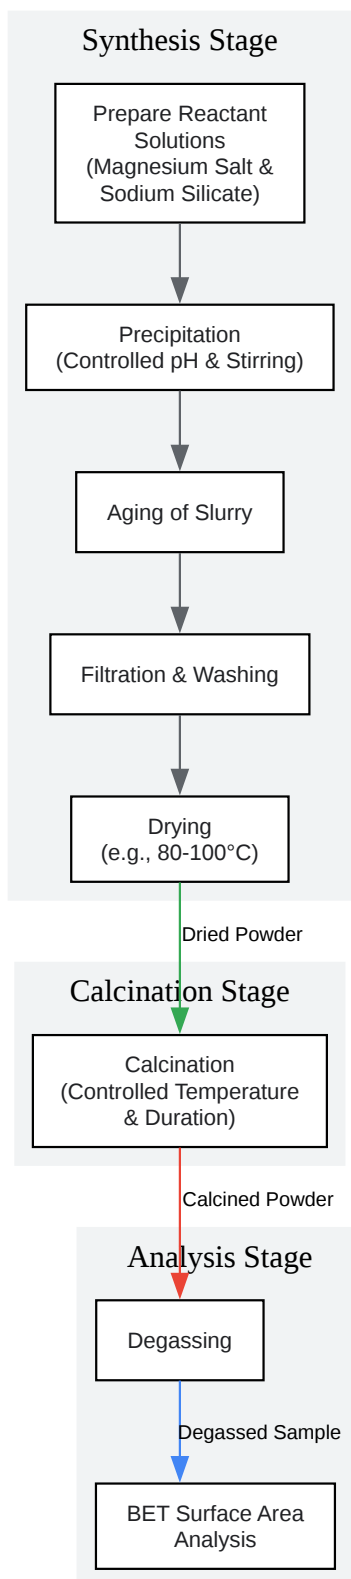 Synthesis Stage
Prepare Reactant
Solutions
(Magnesium Salt &
Sodium Silicate)
Precipitation
(Controlled pH & Stirring)
Aging of Slurry
Filtration & Washing
Drying
(e.g., 80-100°C)
Dried Powder
Calcination Stage
Calcination
(Controlled Temperature
& Duration)
Calcined Powder
Analysis Stage
Degassing
Degassed Sample
BET Surface Area
Analysis